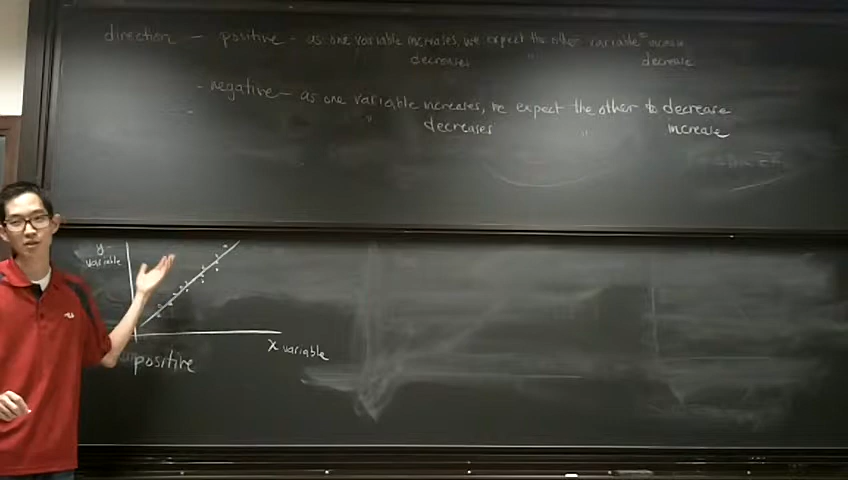 direction - positive - as one variable increases, we expect the other variable to increase
decreases " decrease
- negative - as one variable increases, we expect the other to decrease
" decreases " increase
y-
variable
x variable
positive